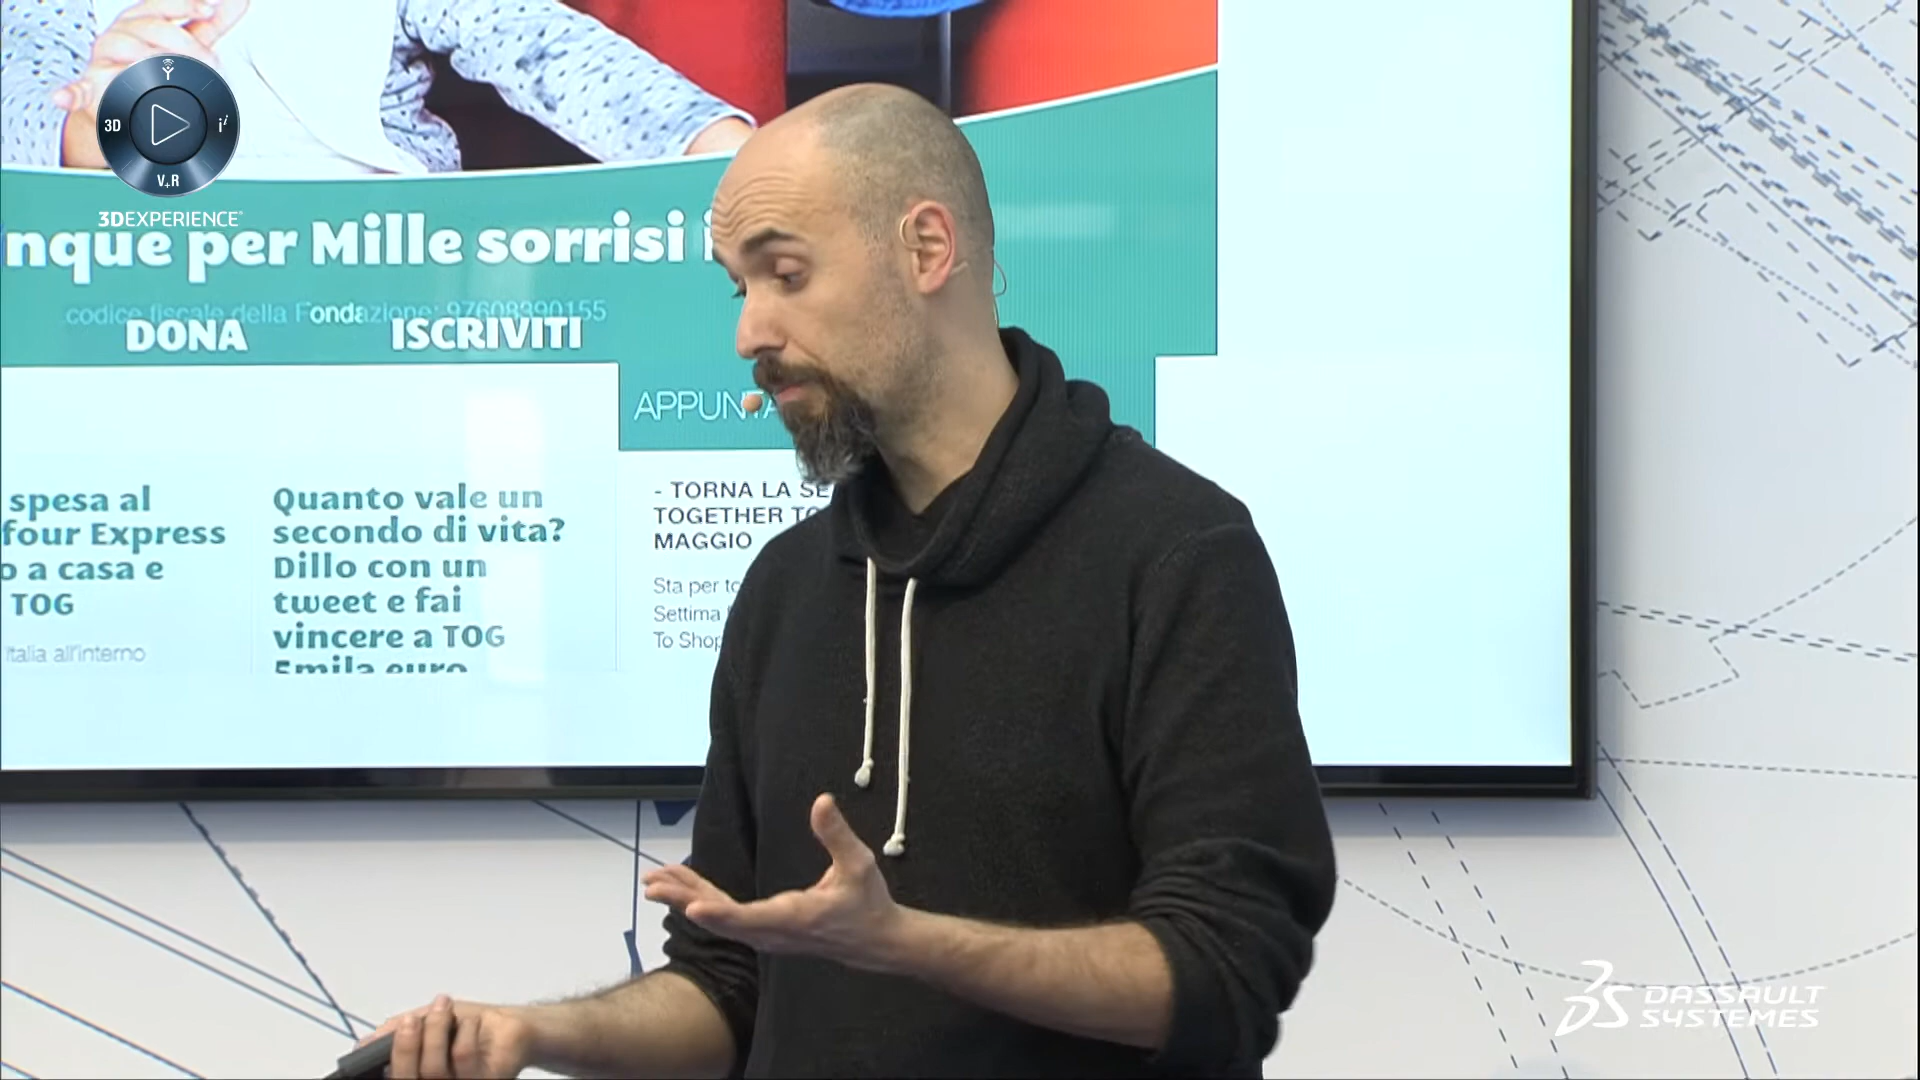 3D
i
V+R
3DEXPERIENCE
nque per Mille sorrisi
codice fiscale della Fondazione: 97608390155
DONA
ISCRIVITI
APPUNTA
spesa al
four Express
o a casa e
TOG
Italia all'interno
Quanto vale un
secondo di vita?
Dillo con un
tweet e fai
vincere a TOG
5mila euro
- TORNA LA SE
TOGETHER TO
MAGGIO
Sta per to
Settima
To Shop
DASSAULT
SYSTEMES